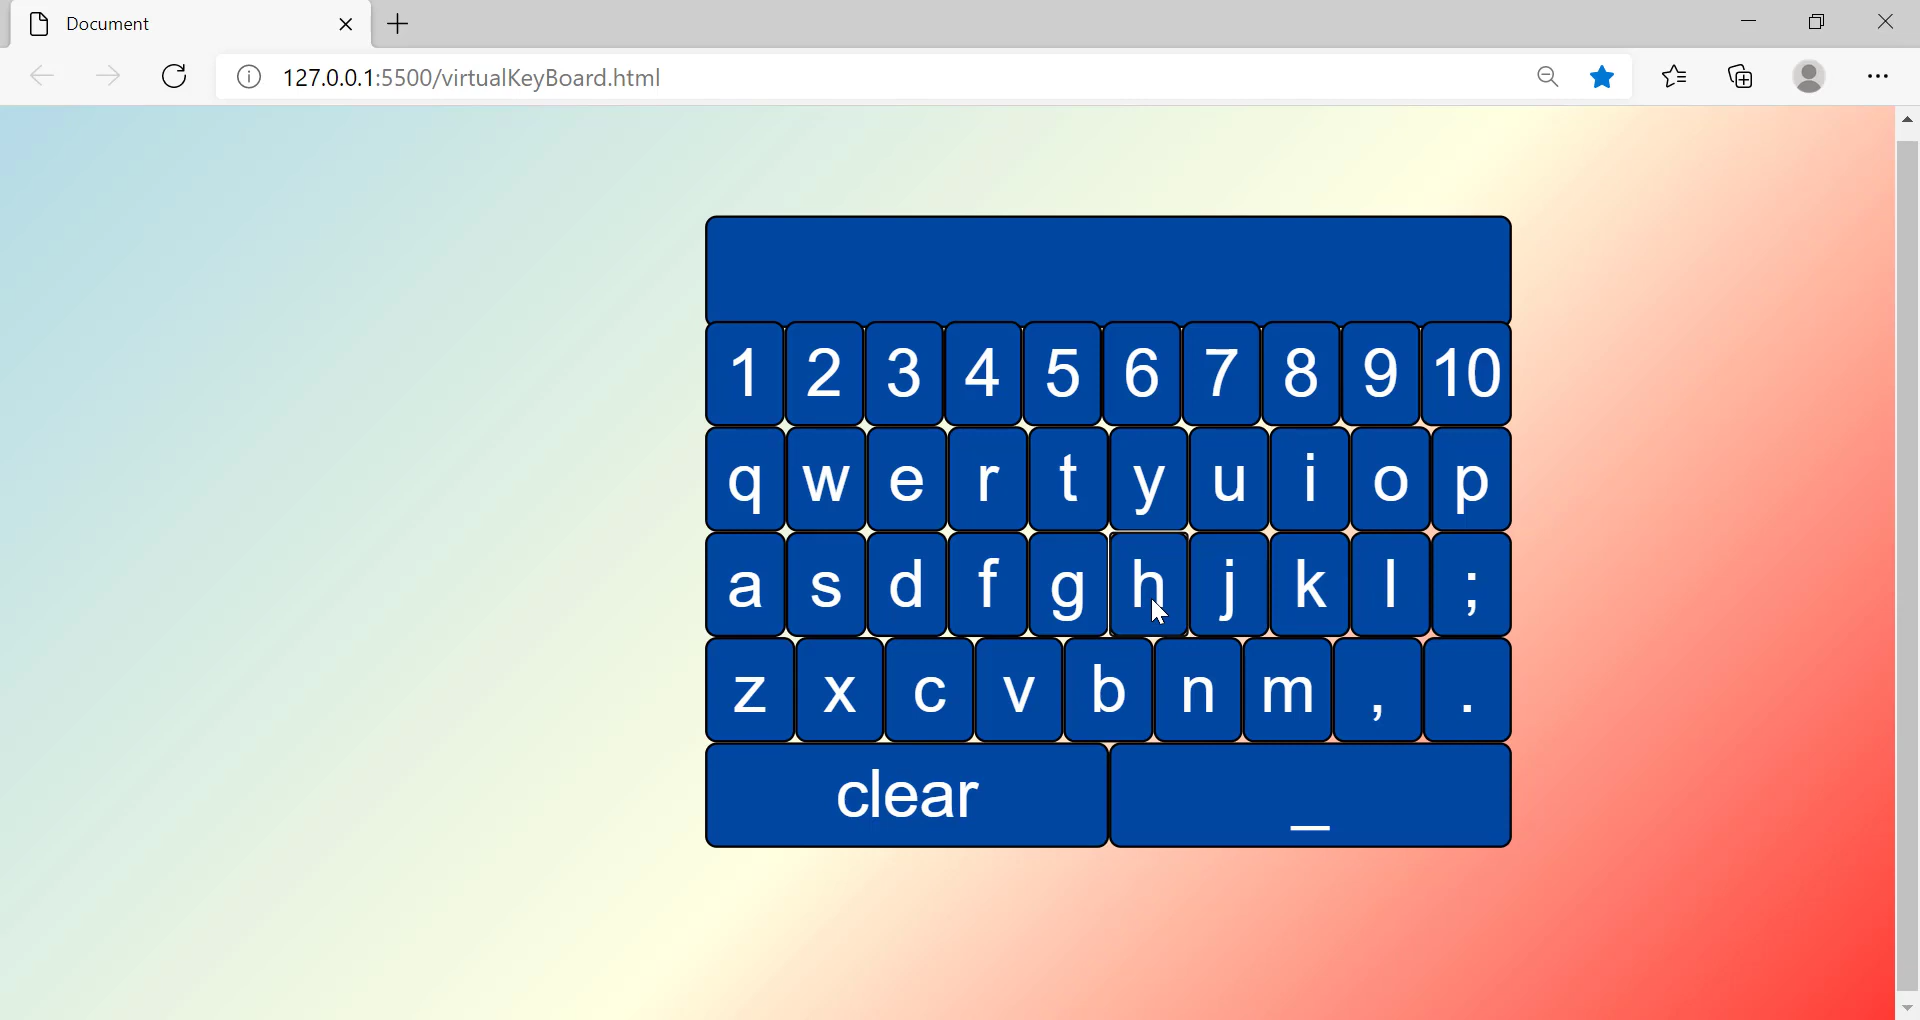 Document
127.0.0.1:5500/virtualKeyBoard.html
1 2 3 4 5 6 7 8 9 10
q w e r t y u i o p
a s d f g h j k l ;
z x c v b n m , .
clear _